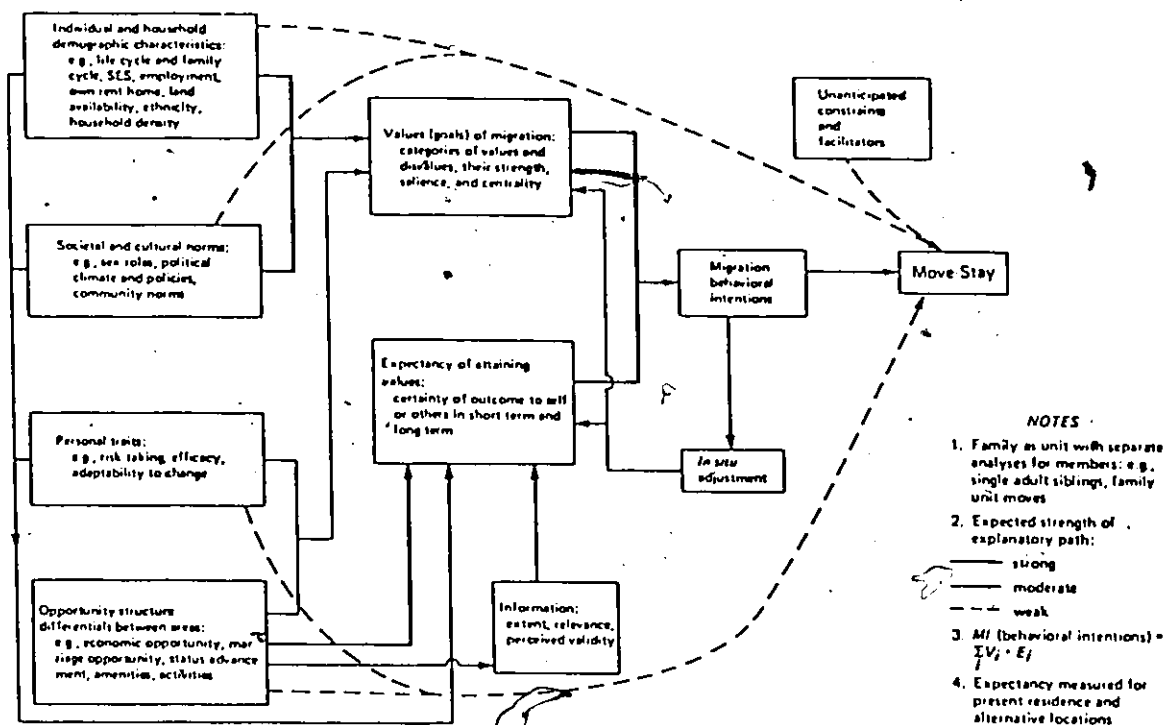 Individual and household
demographic characteristics:
e.g., life cycle and family
cycle, SES, employment,
own rent home, land
availability, ethnicity,
household density
Societal and cultural norms:
e.g., sex roles, political
climate and policies,
community norms
Personal traits:
e.g., risk taking, efficacy,
adaptability to change
Opportunity structure
differentials between areas:
e.g., economic opportunity, mar
riage opportunity, status advance
ment, amenities, activities
Values (goals) of migration:
categories of values and
disvalues, their strength,
salience, and centrality
Expectancy of attaining
values:
certainty of outcome to self
or others in short term and
long term
Information:
extent, relevance,
perceived validity
Migration
behavioral
intentions
In situ
adjustment
Unanticipated
constraints
and
facilitators
Move Stay
NOTES
1. Family as unit with separate
analyses for members: e.g.,
single adult siblings, family
unit moves
2. Expected strength of
explanatory path:
strong
moderate
weak
3 MI (behavioral intentions) =
∑ Vi · Ei
i
4. Expectancy measured for
present residence and
alternative locations